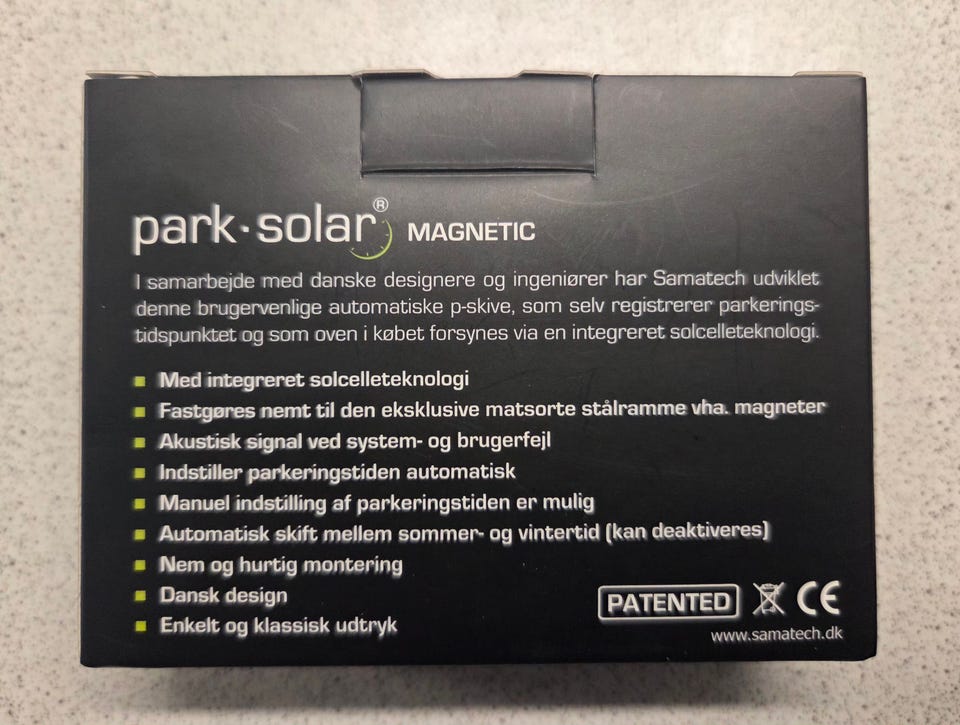 park·solar® MAGNETIC
I samarbejde med danske designere og ingeniører har Samatech udviklet
denne brugervenlige automatiske p-skive, som selv registrerer parkerings-
tidspunktet og som oven i købet forsynes via en integreret solcelleteknologi.
Med integreret solcelleteknologi
Fastgøres nemt til den eksklusive matsorte stålramme vha. magneter
Akustisk signal ved system- og brugerfejl
Indstiller parkeringstiden automatisk
Manuel indstilling af parkeringstiden er mulig
Automatisk skift mellem sommer- og vintertid (kan deaktiveres)
Nem og hurtig montering
Dansk design
Enkelt og klassisk udtryk
PATENTED CE
www.samatech.dk